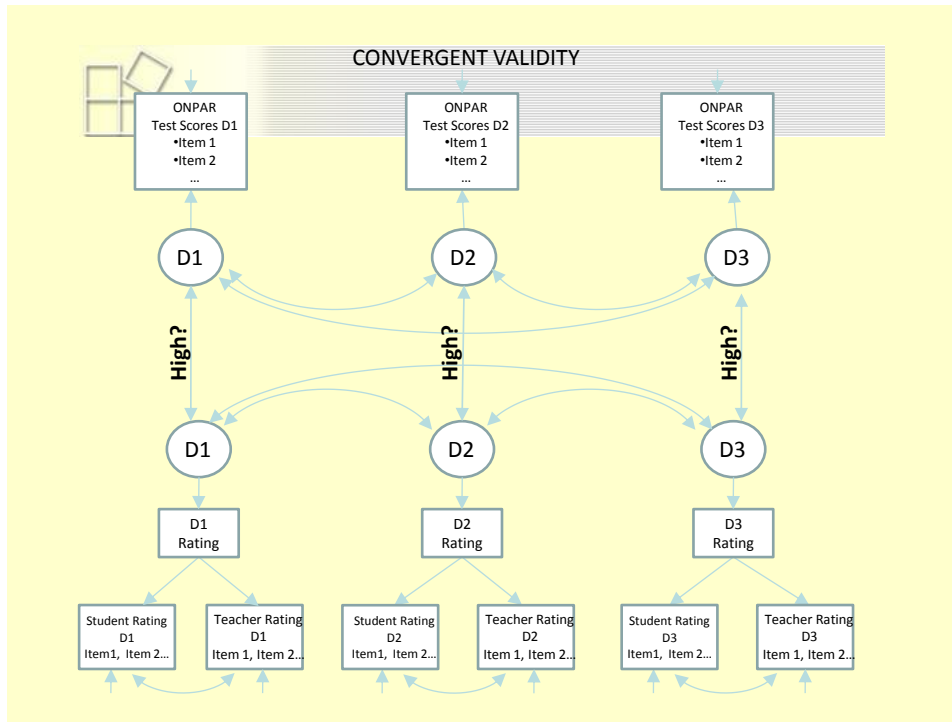 CONVERGENT VALIDITY
ONPAR
Test Scores D1
•Item 1
•Item 2
…
ONPAR
Test Scores D2
•Item 1
•Item 2
…
ONPAR
Test Scores D3
•Item 1
•Item 2
…
D1
D2
D3
High?
High?
High?
D1
D2
D3
D1
Rating
D2
Rating
D3
Rating
Student Rating
D1
Item1, Item 2…
Teacher Rating
D1
Item 1, Item 2…
Student Rating
D2
Item1, Item 2…
Teacher Rating
D2
Item 1, Item 2…
Student Rating
D3
Item1, Item 2…
Teacher Rating
D3
Item 1, Item 2…